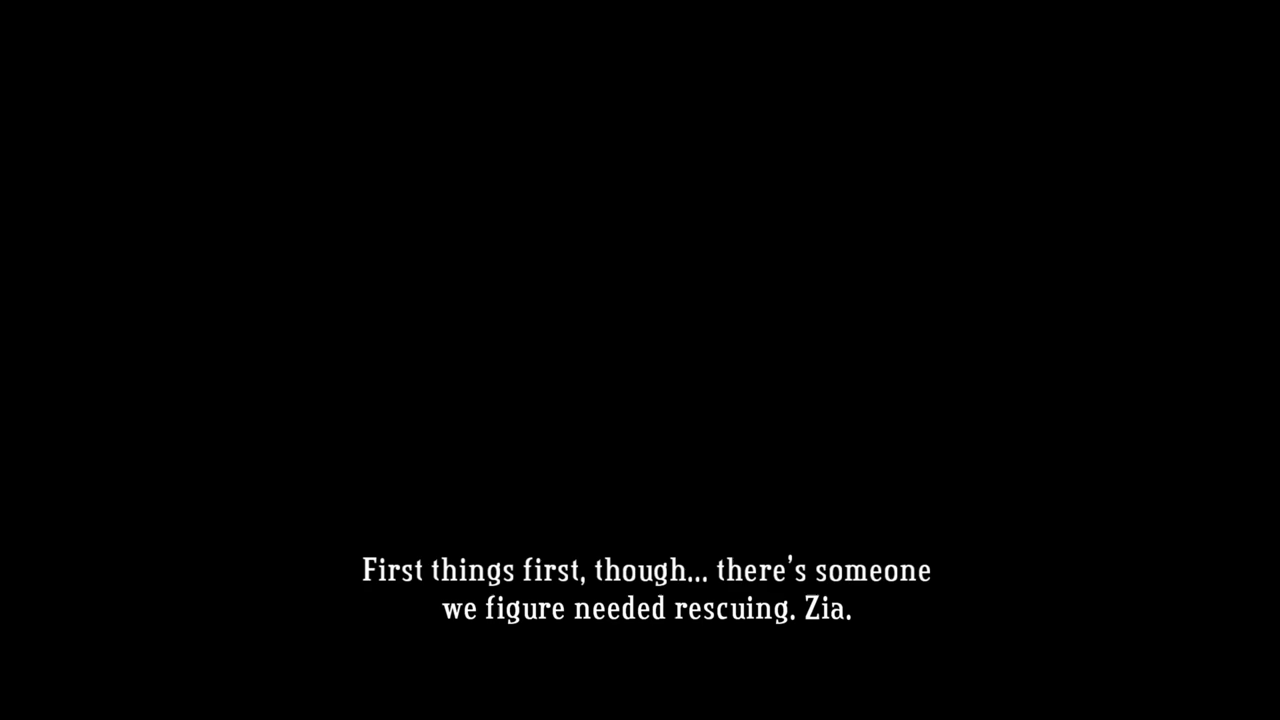 First things first, though... there's someone
we figure needed rescuing. Zia.